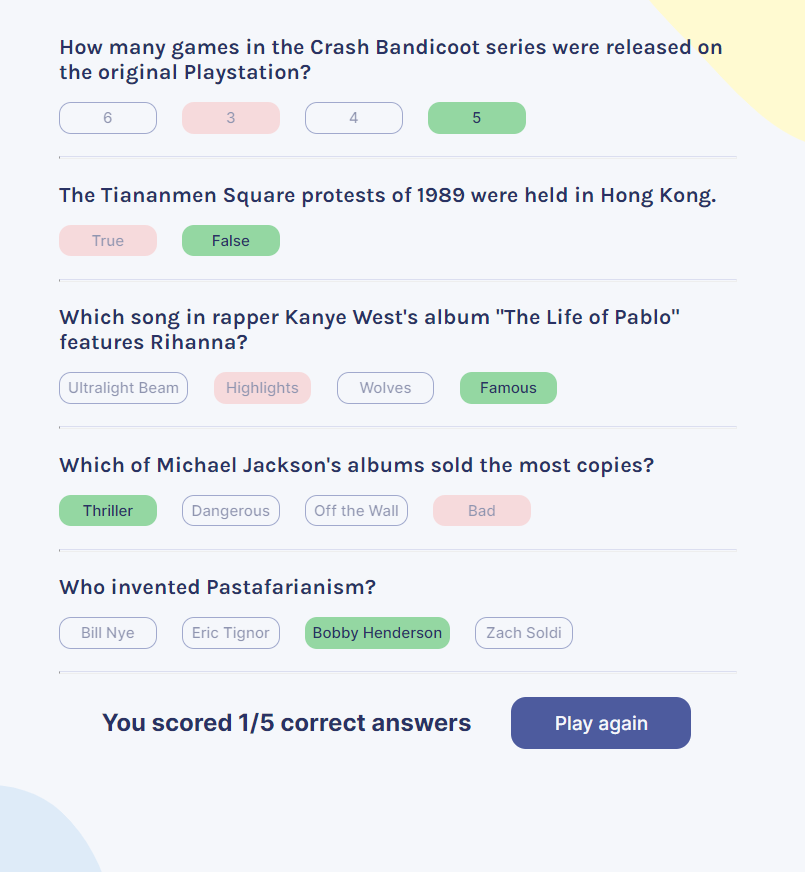 How many games in the Crash Bandicoot series were released on
the original Playstation?
6 3 4 5
The Tiananmen Square protests of 1989 were held in Hong Kong.
True False
Which song in rapper Kanye West's album "The Life of Pablo"
features Rihanna?
Ultralight Beam Highlights Wolves Famous
Which of Michael Jackson's albums sold the most copies?
Thriller Dangerous Off the Wall Bad
Who invented Pastafarianism?
Bill Nye Eric Tignor Bobby Henderson Zach Soldi
You scored 1/5 correct answers Play again